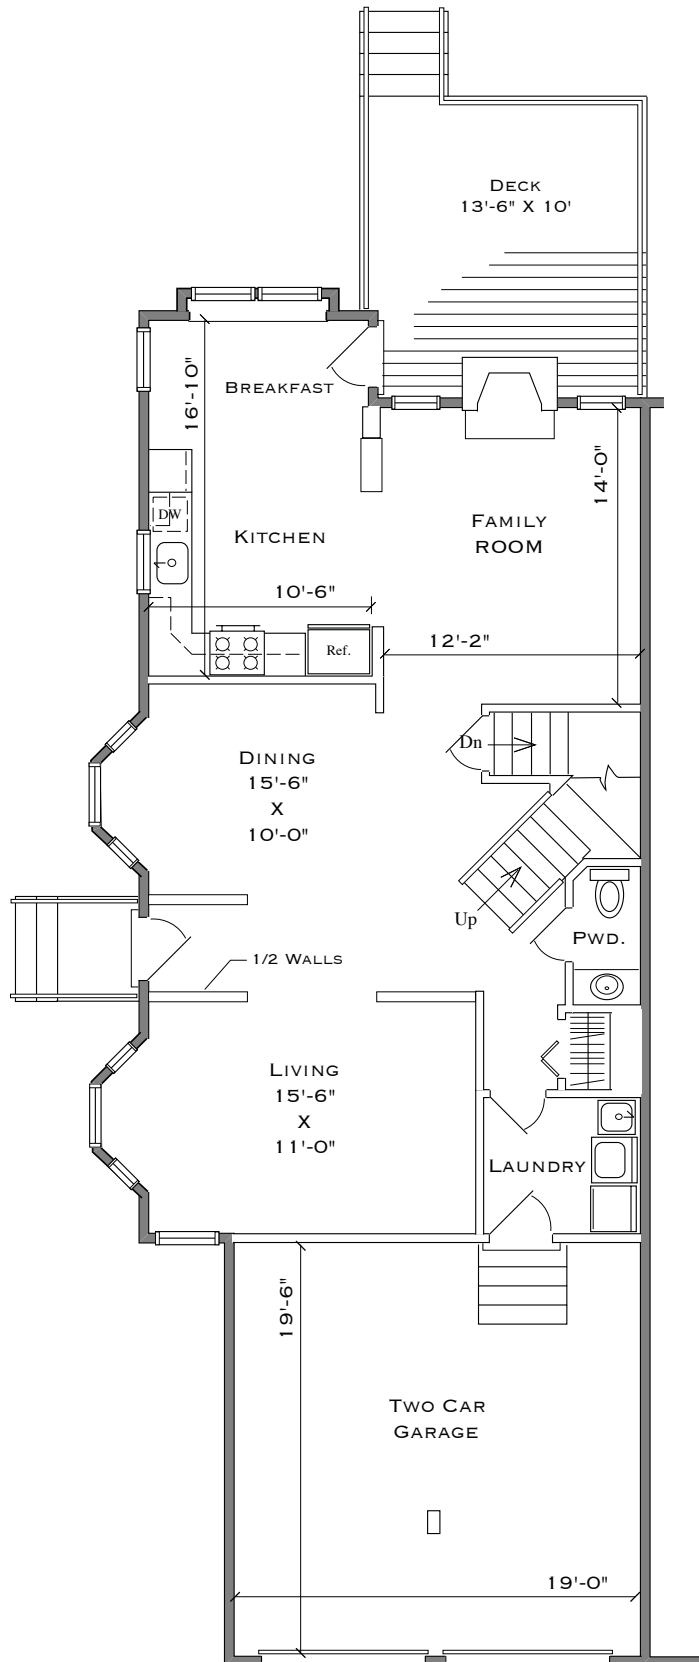 DECK
13'-6" X 10'
BREAKFAST
16'-10"
14'-0"
DW
KITCHEN
FAMILY
ROOM
10'-6"
12'-2"
Ref.
Dn
DINING
15'-6"
X
10'-0"
Up
PWD.
1/2 WALLS
LIVING
15'-6"
X
11'-0"
LAUNDRY
19'-6"
TWO CAR
GARAGE
19'-0"